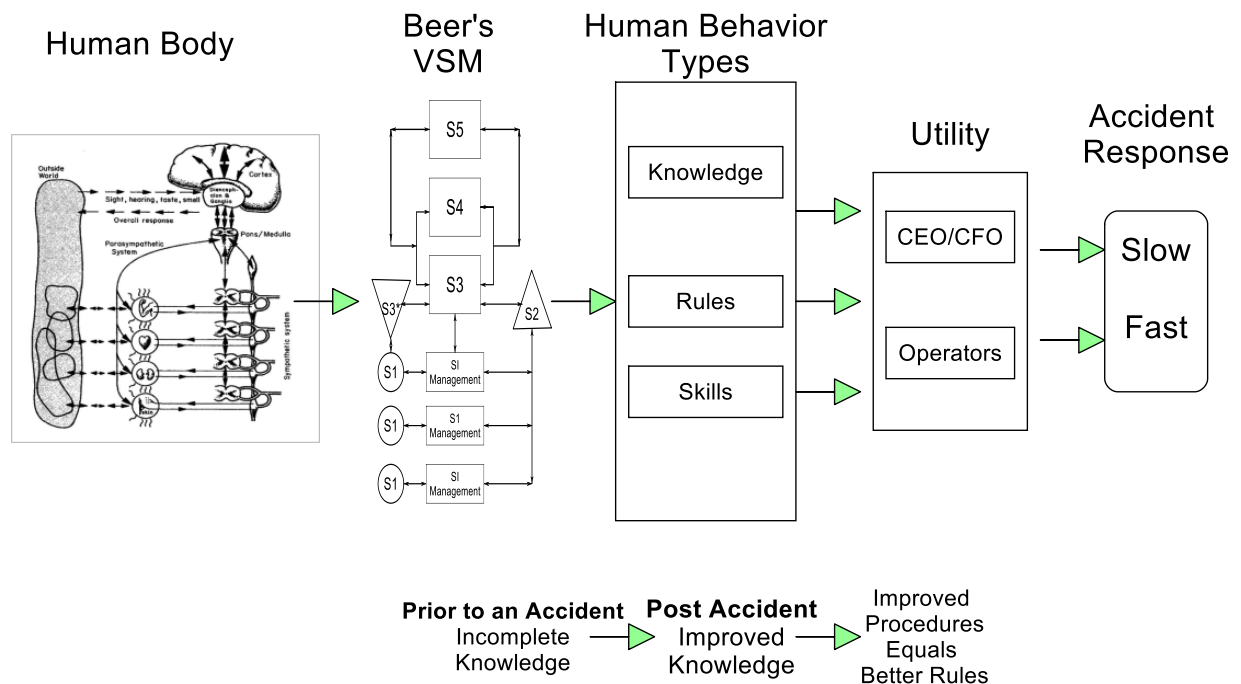 Human Body
Beer's
VSM
Human Behavior
Types
Utility
Accident
Response
Outside
World
Cortex
Dienceph-
alon &
Ganglia
Sight, hearing, taste, smell
Overall response
Pons/Medulla
Parasympathetic
System
Sympathetic system
S5
S4
S3
S3*
S2
S1
SI
Management
S1
S1
Management
S1
SI
Management
Knowledge
Rules
Skills
CEO/CFO
Operators
Slow
Fast
Prior to an Accident
Incomplete
Knowledge
Post Accident
Improved
Knowledge
Improved
Procedures
Equals
Better Rules